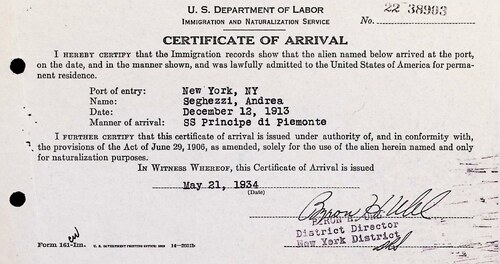 U. S. DEPARTMENT OF LABOR
IMMIGRATION AND NATURALIZATION SERVICE
No. 22 38903
CERTIFICATE OF ARRIVAL
I HEREBY CERTIFY that the Immigration records show that the alien named below arrived at the port,
on the date, and in the manner shown, and was lawfully admitted to the United States of America for perma-
nent residence.
Port of entry: New York, NY
Name: Seghezzi, Andrea
Date: December 12, 1913
Manner of arrival: SS Principe di Piemonte
I FURTHER CERTIFY that this certificate of arrival is issued under authority of, and in conformity with,
the provisions of the Act of June 29, 1906, as amended, solely for the use of the alien herein named and only
for naturalization purposes.
IN WITNESS WHEREOF, this Certificate of Arrival is issued
May 21, 1934
(Date)
Byron H.
BYRON H.
District Director
New York District
Form 161-Im.
U. S. GOVERNMENT PRINTING OFFICE